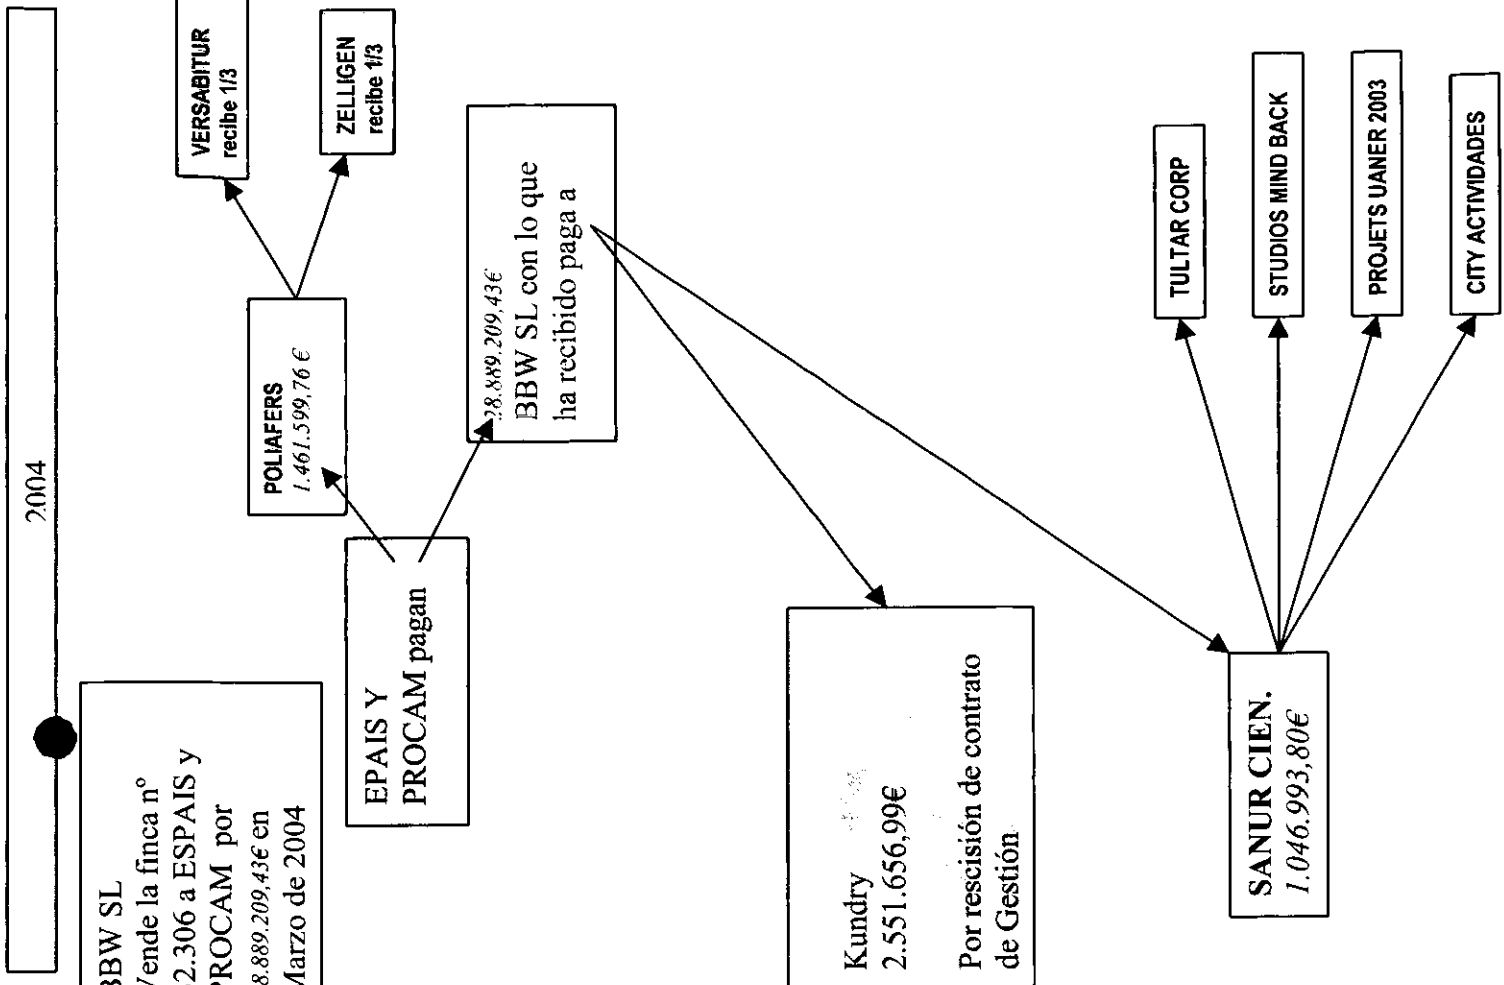 2004
BBW SL
Vende la finca nº
2.306 a ESPAIS y
PROCAM por
8.889.209,43€ en
Marzo de 2004
EPAIS Y
PROCAM pagan
POLIAFERS
1.461.599,76 €
VERSABITUR
recibe 1/3
ZELLIGEN
recibe 1/3
28.889.209,43€
BBW SL con lo que
ha recibido paga a
Kundry
2.551.656,99€
Por rescisión de contrato
de Gestión
SANUR CIEN.
1.046.993,80€
TULTAR CORP
STUDIOS MIND BACK
PROJETS UANER 2003
CITY ACTIVIDADES